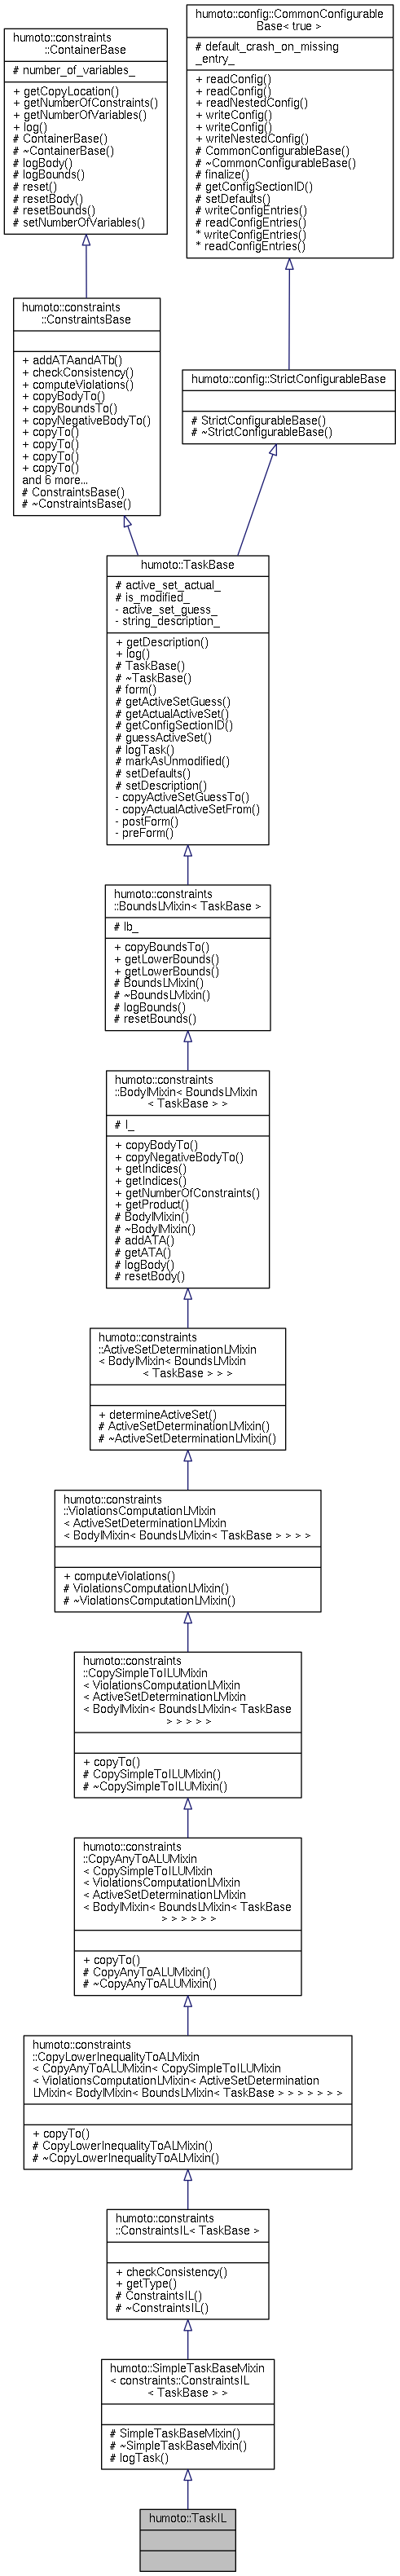 humoto::constraints
::ContainerBase
# number_of_variables_
+ getCopyLocation()
+ getNumberOfConstraints()
+ getNumberOfVariables()
+ log()
# ContainerBase()
# ~ContainerBase()
# logBody()
# logBounds()
# reset()
# resetBody()
# resetBounds()
# setNumberOfVariables()
humoto::config::CommonConfigurable
Base< true >
# default_crash_on_missing
_entry_
+ readConfig()
+ readConfig()
+ readNestedConfig()
+ writeConfig()
+ writeConfig()
+ writeNestedConfig()
# CommonConfigurableBase()
# ~CommonConfigurableBase()
# finalize()
# getConfigSectionID()
# setDefaults()
# writeConfigEntries()
# readConfigEntries()
* writeConfigEntries()
* readConfigEntries()
humoto::constraints
::ConstraintsBase
+ addATAandATb()
+ checkConsistency()
+ computeViolations()
+ copyBodyTo()
+ copyBoundsTo()
+ copyNegativeBodyTo()
+ copyTo()
+ copyTo()
+ copyTo()
+ copyTo()
and 6 more...
# ConstraintsBase()
# ~ConstraintsBase()
humoto::config::StrictConfigurableBase
# StrictConfigurableBase()
# ~StrictConfigurableBase()
humoto::TaskBase
# active_set_actual_
# is_modified_
- active_set_guess_
- string_description_
+ getDescription()
+ log()
# TaskBase()
# ~TaskBase()
# form()
# getActiveSetGuess()
# getActualActiveSet()
# getConfigSectionID()
# guessActiveSet()
# logTask()
# markAsUnmodified()
# setDefaults()
# setDescription()
- copyActiveSetGuessTo()
- copyActualActiveSetFrom()
- postForm()
- preForm()
humoto::constraints
::BoundsLMixin< TaskBase >
# lb_
+ copyBoundsTo()
+ getLowerBounds()
+ getLowerBounds()
# BoundsLMixin()
# ~BoundsLMixin()
# logBounds()
# resetBounds()
humoto::constraints
::BodyIMixin< BoundsLMixin
< TaskBase > >
# I_
+ copyBodyTo()
+ copyNegativeBodyTo()
+ getIndices()
+ getIndices()
+ getNumberOfConstraints()
+ getProduct()
# BodyIMixin()
# ~BodyIMixin()
# addATA()
# getATA()
# logBody()
# resetBody()
humoto::constraints
::ActiveSetDeterminationLMixin
< BodyIMixin< BoundsLMixin
< TaskBase > > >
+ determineActiveSet()
# ActiveSetDeterminationLMixin()
# ~ActiveSetDeterminationLMixin()
humoto::constraints
::ViolationsComputationLMixin
< ActiveSetDeterminationLMixin
< BodyIMixin< BoundsLMixin< TaskBase > > > >
+ computeViolations()
# ViolationsComputationLMixin()
# ~ViolationsComputationLMixin()
humoto::constraints
::CopySimpleToILUMixin
< ViolationsComputationLMixin
< ActiveSetDeterminationLMixin
< BodyIMixin< BoundsLMixin< TaskBase
> > > > >
+ copyTo()
# CopySimpleToILUMixin()
# ~CopySimpleToILUMixin()
humoto::constraints
::CopyAnyToALUMixin
< CopySimpleToILUMixin
< ViolationsComputationLMixin
< ActiveSetDeterminationLMixin
< BodyIMixin< BoundsLMixin< TaskBase
> > > > > >
+ copyTo()
# CopyAnyToALUMixin()
# ~CopyAnyToALUMixin()
humoto::constraints
::CopyLowerInequalityToALMixin
< CopyAnyToALUMixin< CopySimpleToILUMixin
< ViolationsComputationLMixin< ActiveSetDetermination
LMixin< BodyIMixin< BoundsLMixin< TaskBase > > > > > > >
+ copyTo()
# CopyLowerInequalityToALMixin()
# ~CopyLowerInequalityToALMixin()
humoto::constraints
::ConstraintsIL< TaskBase >
+ checkConsistency()
+ getType()
# ConstraintsIL()
# ~ConstraintsIL()
humoto::SimpleTaskBaseMixin
< constraints::ConstraintsIL
< TaskBase > >
# SimpleTaskBaseMixin()
# ~SimpleTaskBaseMixin()
# logTask()
humoto::TaskIL